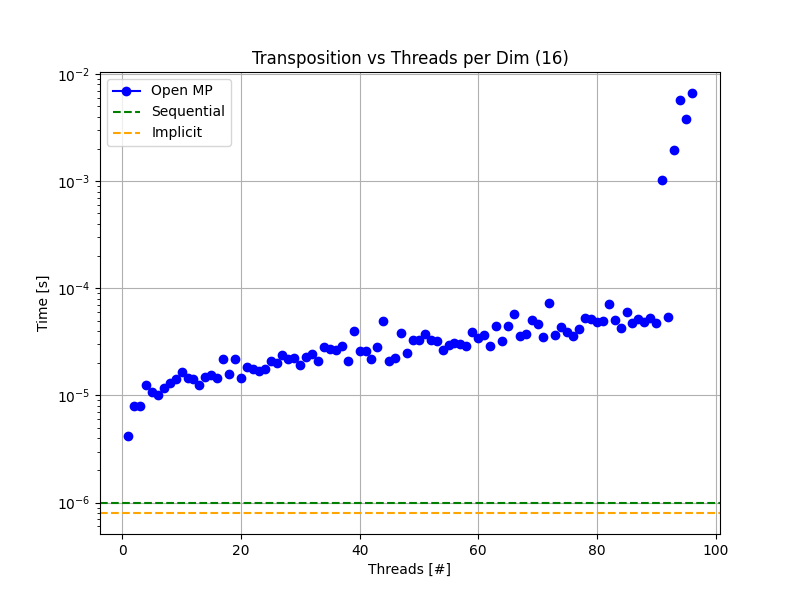 Transposition vs Threads per Dim (16)
Open MP
Sequential
Implicit
Time [s]
10⁻²
10⁻³
10⁻⁴
10⁻⁵
10⁻⁶
0 20 40 60 80 100
Threads [#]